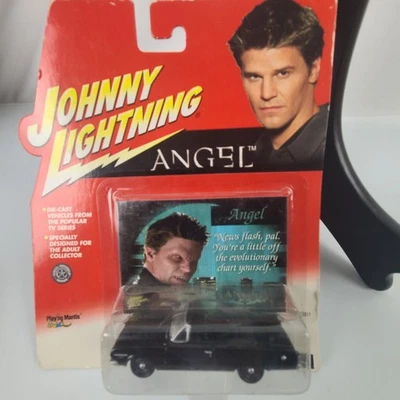 JOHNNY
LIGHTNING®
ANGEL™
• DIE-CAST
VEHICLES FROM
THE POPULAR
TV SERIES
• SPECIALLY
DESIGNED FOR
THE ADULT
COLLECTOR
Angel
"News flash, pal.
You're a little off
the evolutionary
chart yourself."
Playing Mantis